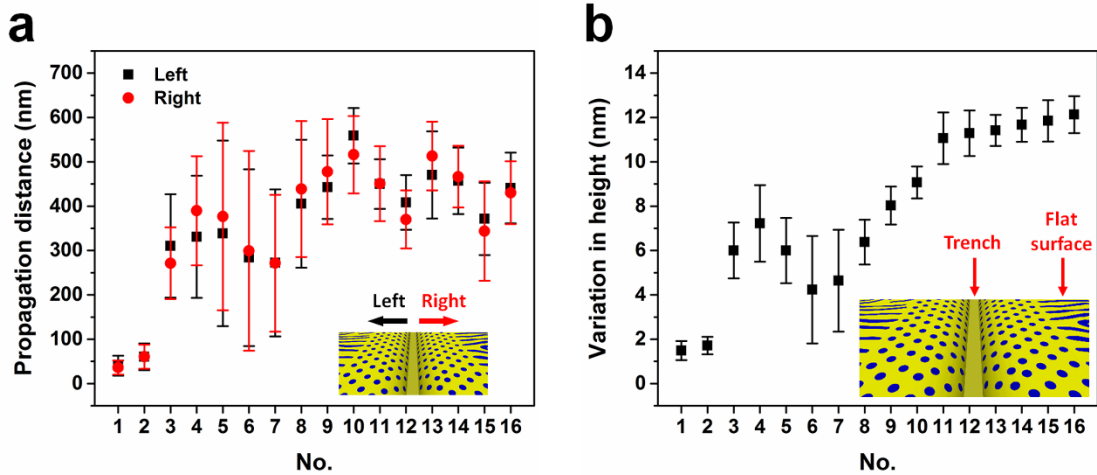 a
Propagation distance (nm)
700
600
500
400
300
200
100
0
Left
Right
Left Right
1 2 3 4 5 6 7 8 9 10 11 12 13 14 15 16
No.
b
Variation in height (nm)
14
12
10
8
6
4
2
0
Trench
Flat
surface
1 2 3 4 5 6 7 8 9 10 11 12 13 14 15 16
No.